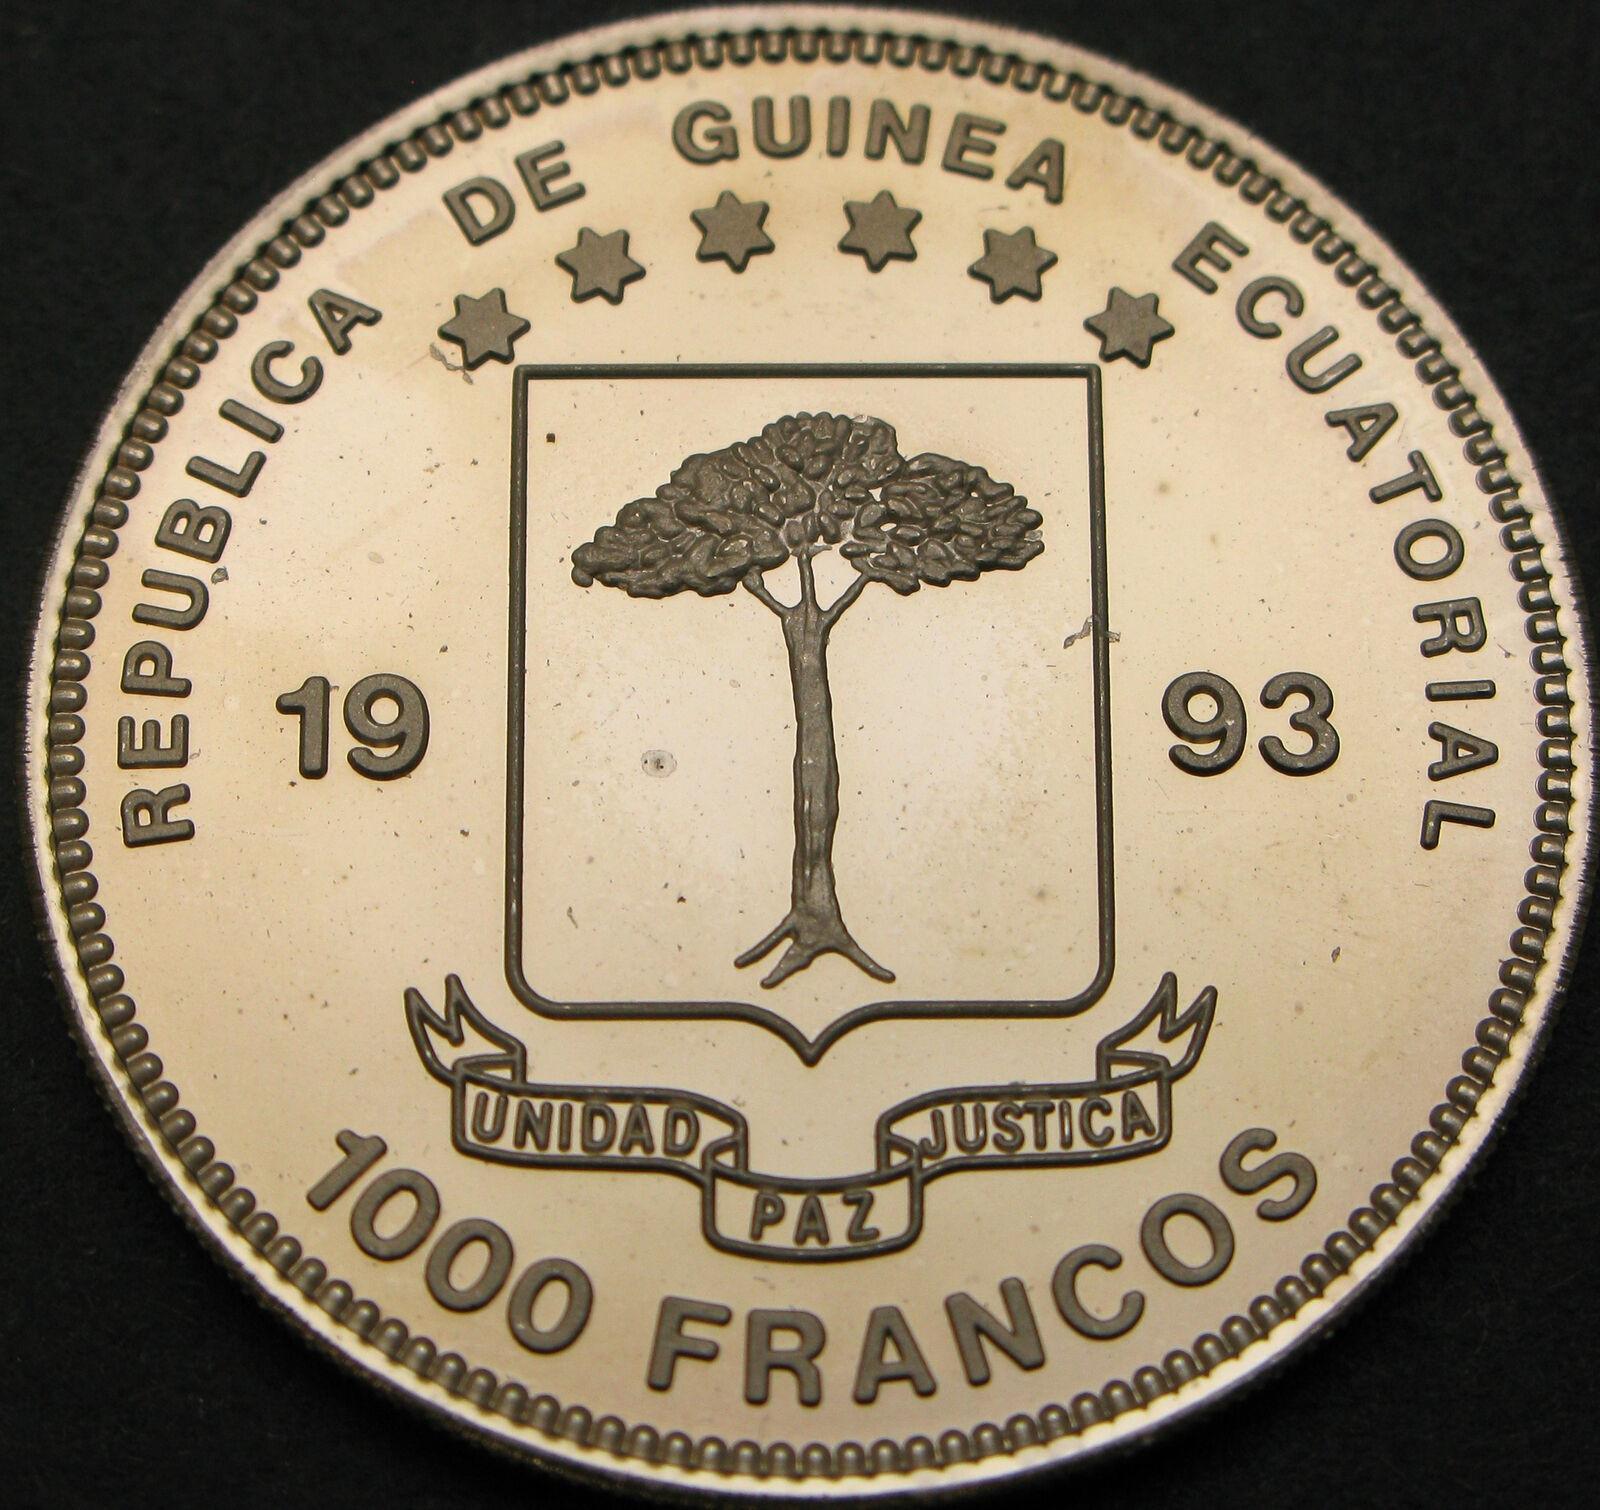 REPUBLICA DE GUINEA ECUATORIAL
19 93
UNIDAD PAZ JUSTICA
1000 FRANCOS